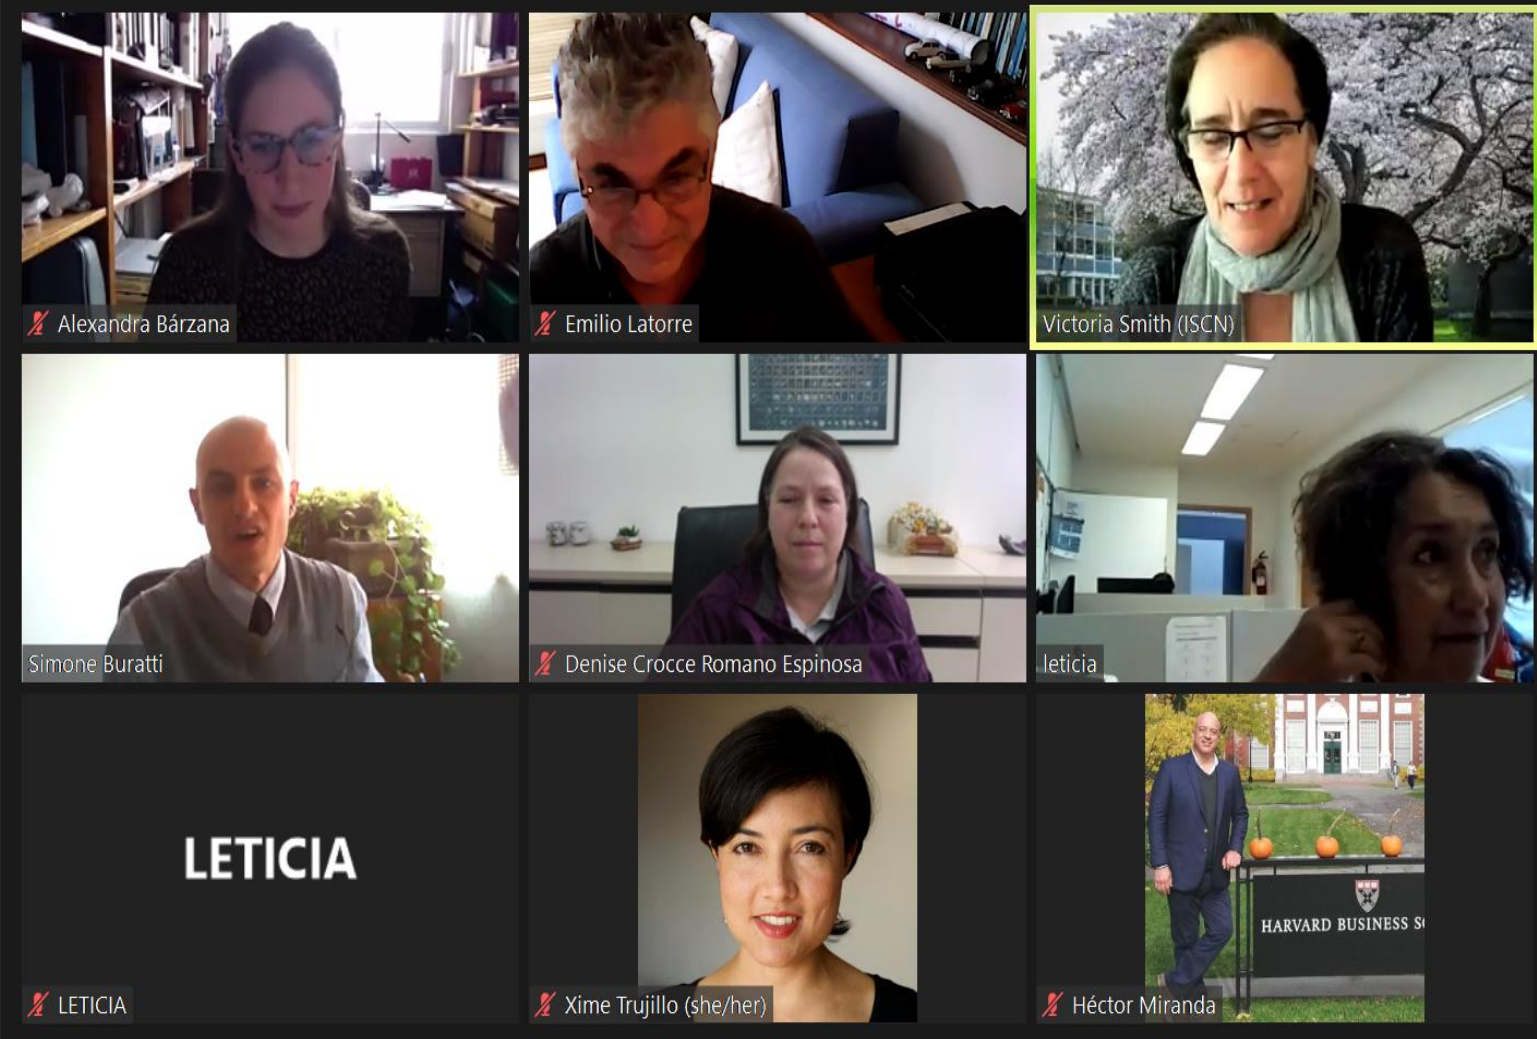 Alexandra Bárzana
Emilio Latorre
Victoria Smith (ISCN)
Simone Buratti
Denise Crocce Romano Espinosa
leticia
LETICIA
LETICIA
Xime Trujillo (she/her)
HARVARD BUSINESS
Héctor Miranda